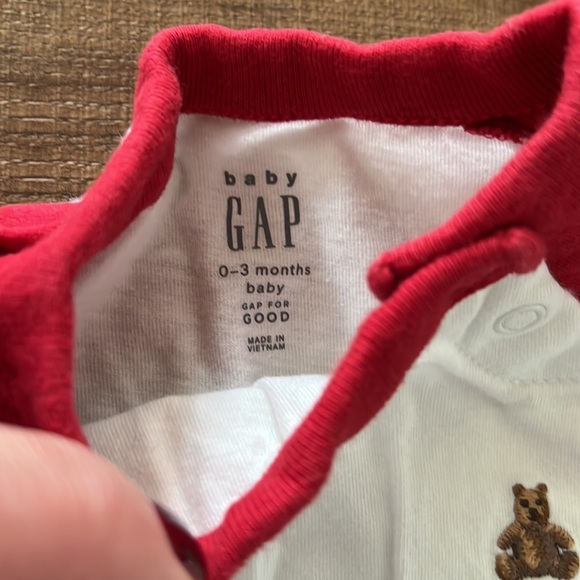 baby
GAP
0-3 months
baby
GAP FOR
GOOD
MADE IN
VIETNAM